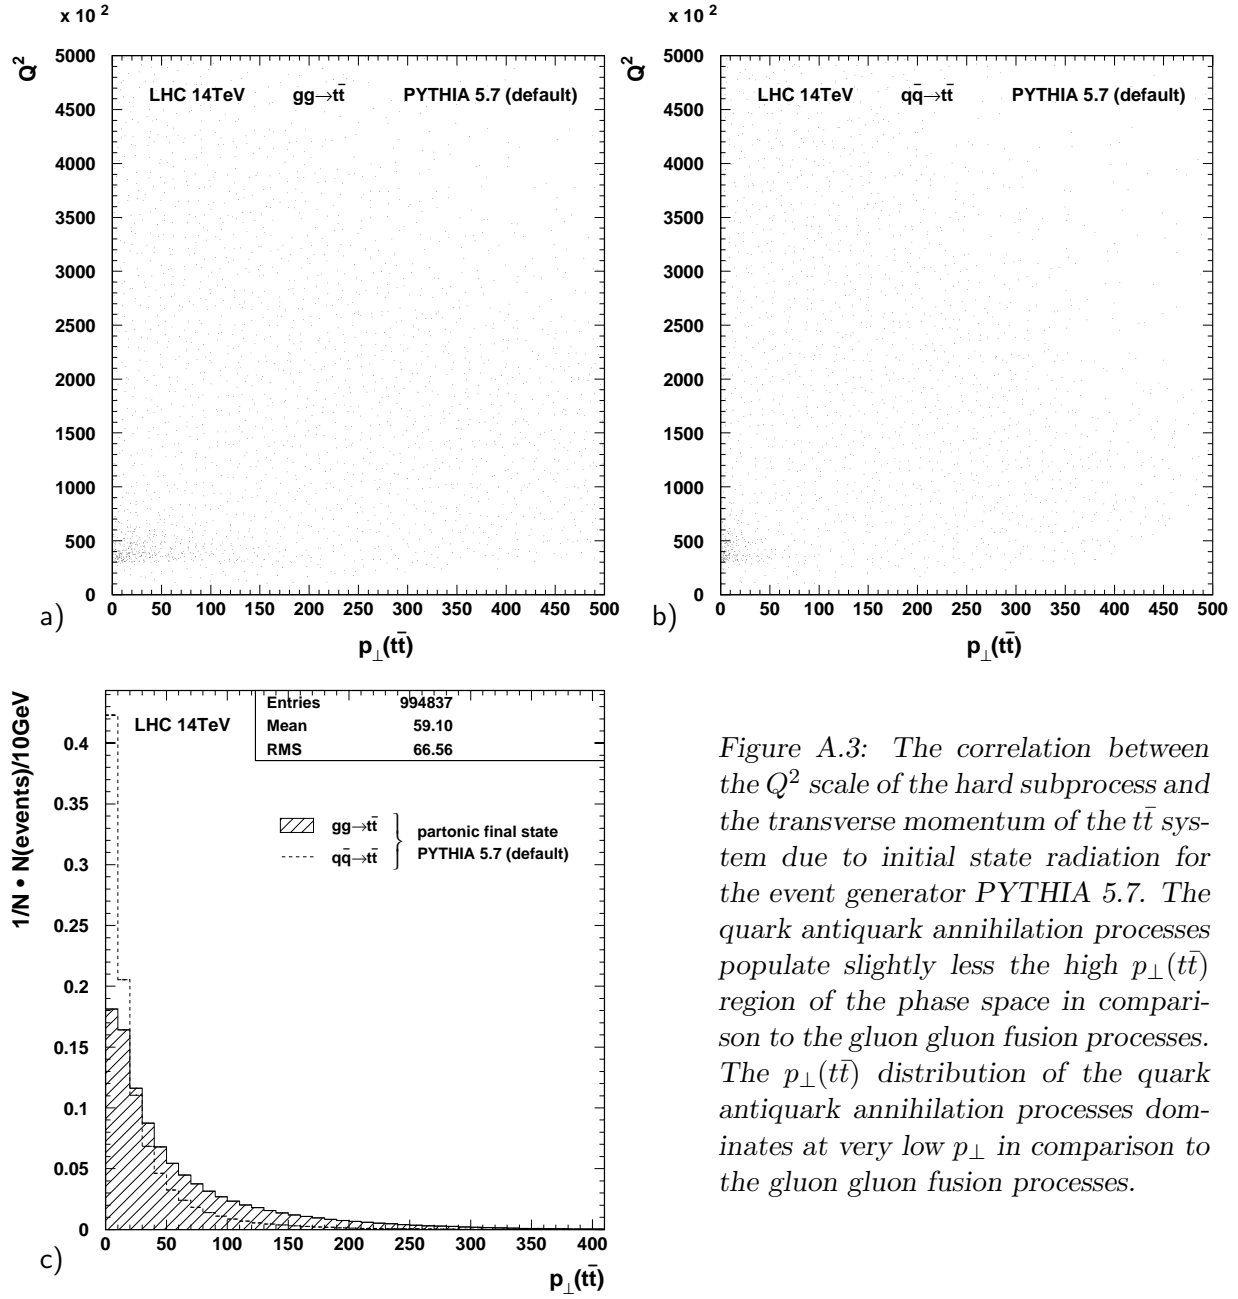 x 10 2
Q2
5000
4500
4000
3500
3000
2500
2000
1500
1000
500
0
LHC 14TeV gg→tt̄ PYTHIA 5.7 (default)
0 50 100 150 200 250 300 350 400 450 500
a)
p⊥(tt̄)
x 10 2
Q2
5000
4500
4000
3500
3000
2500
2000
1500
1000
500
0
LHC 14TeV qq̄→tt̄ PYTHIA 5.7 (default)
0 50 100 150 200 250 300 350 400 450 500
b)
p⊥(tt̄)
1/N • N(events)/10GeV
0.4
0.35
0.3
0.25
0.2
0.15
0.1
0.05
0
LHC 14TeV
Entries 994837
Mean 59.10
RMS 66.56
gg→tt̄
qq̄→tt̄
partonic final state
PYTHIA 5.7 (default)
0 50 100 150 200 250 300 350 400
c)
p⊥(tt̄)
Figure A.3: The correlation between
the Q2 scale of the hard subprocess and
the transverse momentum of the tt̄ sys-
tem due to initial state radiation for
the event generator PYTHIA 5.7. The
quark antiquark annihilation processes
populate slightly less the high p⊥(tt̄)
region of the phase space in compari-
son to the gluon gluon fusion processes.
The p⊥(tt̄) distribution of the quark
antiquark annihilation processes dom-
inates at very low p⊥ in comparison to
the gluon gluon fusion processes.